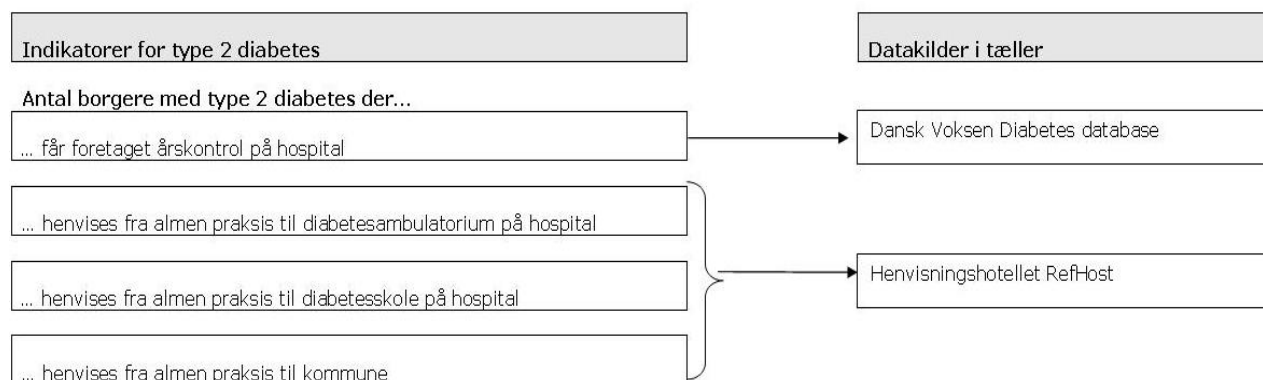 Indikatorer for type 2 diabetes
Datakilder i tæller
Antal borgere med type 2 diabetes der...
... får foretaget årskontrol på hospital
Dansk Voksen Diabetes database
... henvises fra almen praksis til diabetesambulatorium på hospital
... henvises fra almen praksis til diabetesskole på hospital
Henvisningshotellet RefHost
... henvises fra almen praksis til kommune